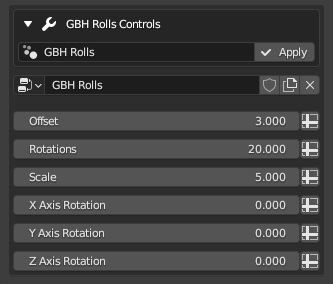 GBH Rolls Controls
GBH Rolls Apply
GBH Rolls
Offset 3.000
Rotations 20.000
Scale 5.000
X Axis Rotation 0.000
Y Axis Rotation 0.000
Z Axis Rotation 0.000